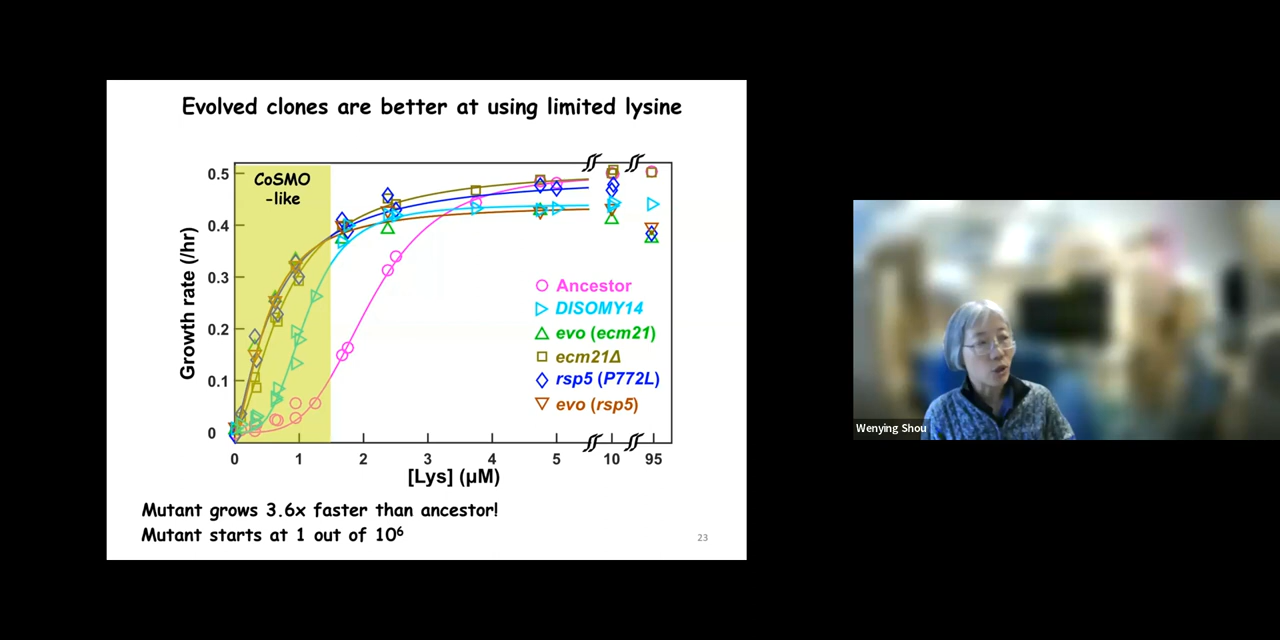 Evolved clones are better at using limited lysine
CoSMO
-like
0.5
0.4
0.3
0.2
0.1
0
Growth rate (/hr)
Ancestor
DISOMY14
evo (ecm21)
ecm21Δ
rsp5 (P772L)
evo (rsp5)
0 1 2 3 4 5 10 95
[Lys] (μM)
Mutant grows 3.6x faster than ancestor!
Mutant starts at 1 out of 10⁶
23
Wenying Shou